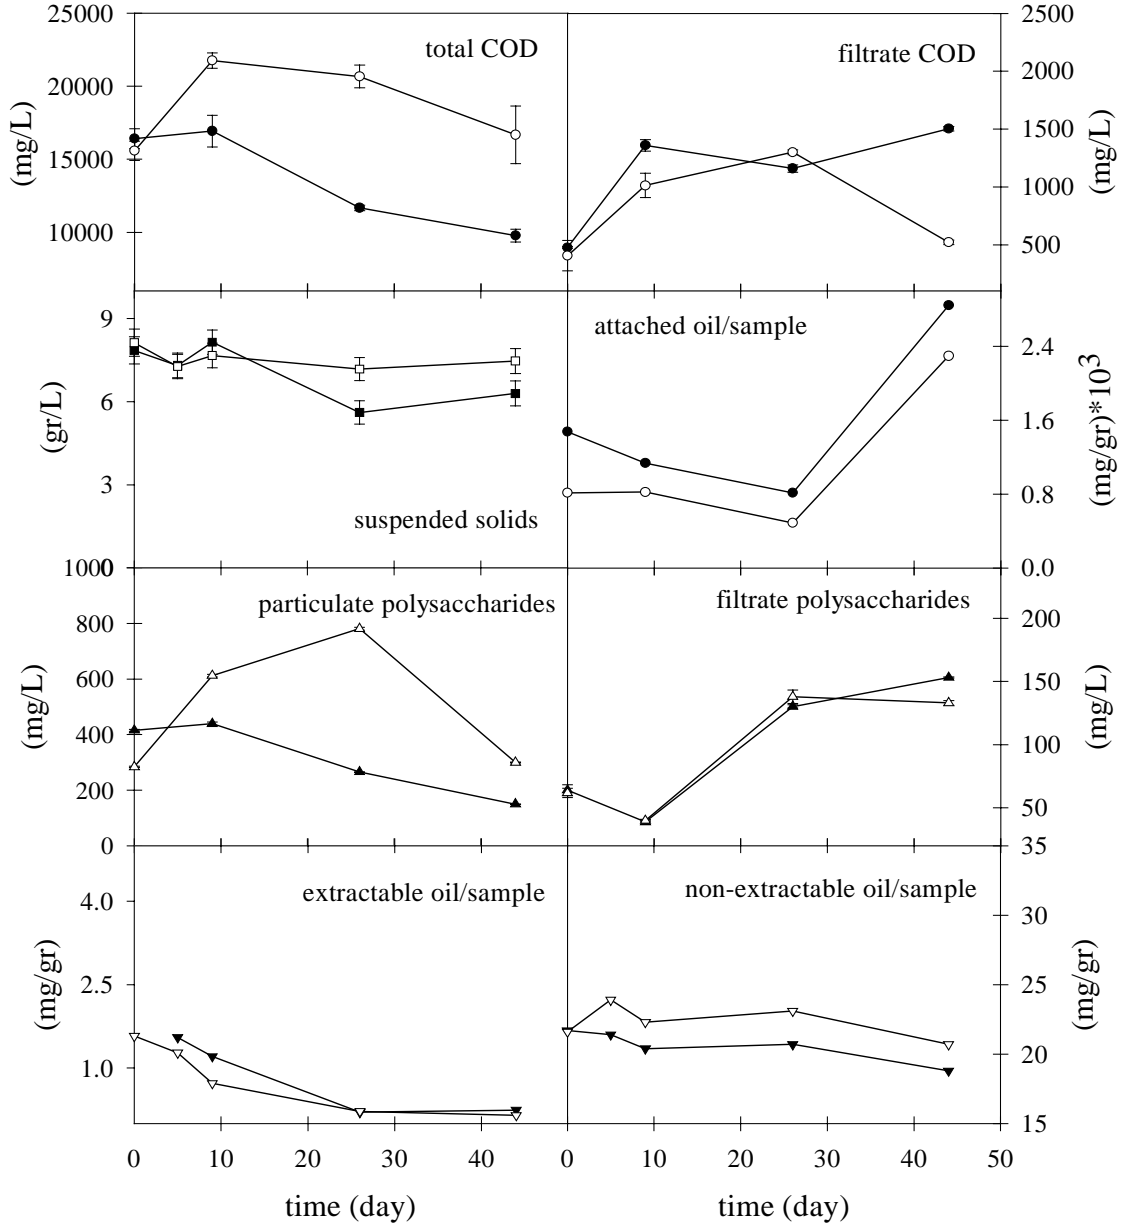 25000
20000
15000
10000
(mg/L)
total COD
filtrate COD
2500
2000
1500
1000
500
(mg/L)
9
6
3
0
(gr/L)
suspended solids
attached oil/sample
2.4
1.6
0.8
0.0
(mg/gr)*10³
1000
800
600
400
200
0
(mg/L)
particulate polysaccharides
filtrate polysaccharides
200
150
100
50
35
(mg/L)
4.0
2.5
1.0
(mg/gr)
extractable oil/sample
non-extractable oil/sample
30
25
20
15
(mg/gr)
0 10 20 30 40 0 10 20 30 40 50
time (day) time (day)